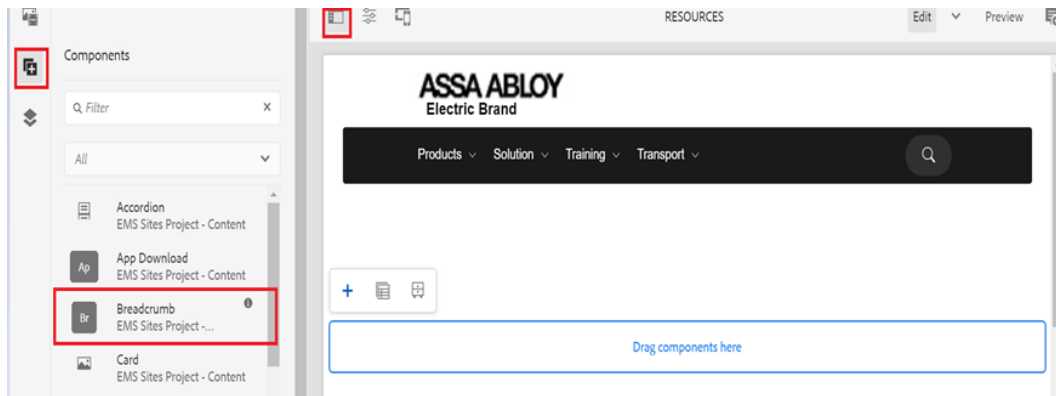 RESOURCES
Edit
Preview
Components
Filter
All
Accordion
EMS Sites Project - Content
Ap
App Download
EMS Sites Project - Content
Br
Breadcrumb
EMS Sites Project -...
Card
EMS Sites Project - Content
ASSA ABLOY
Electric Brand
Products Solution Training Transport
Drag components here